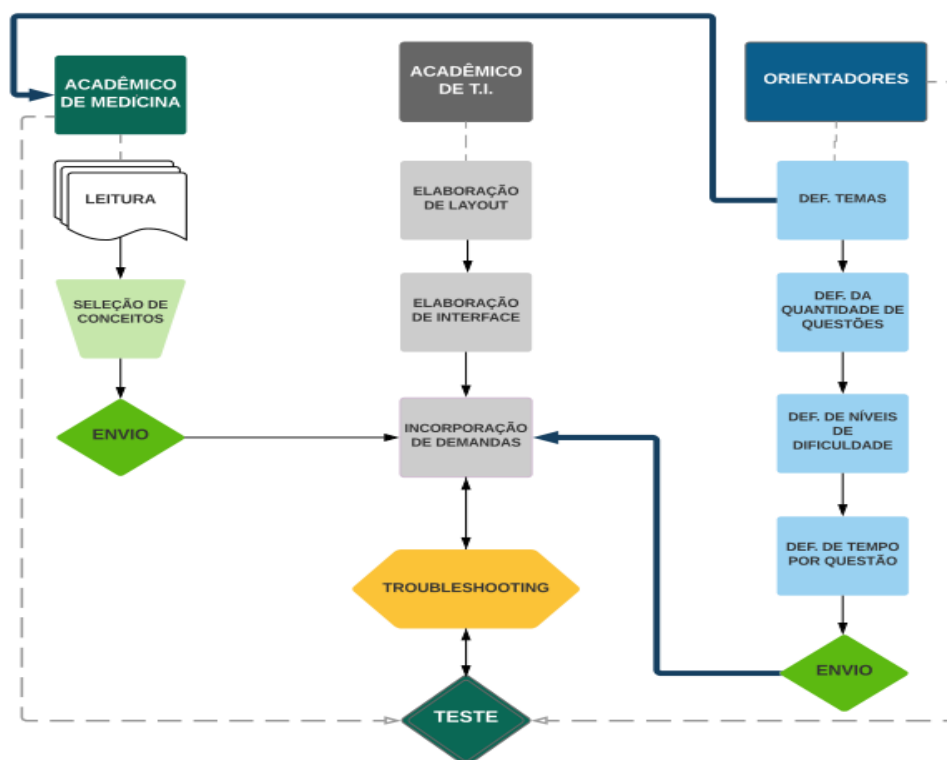 ACADÊMICO
DE MEDÍCINA
LEITURA
SELEÇÃO DE
CONCEITOS
ENVIO
ACADÊMICO
DE T.I.
ELABORAÇÃO
DE LAYOUT
ELABORAÇÃO
DE INTERFACE
INCORPORAÇÃO
DE DEMANDAS
TROUBLESHOOTING
TESTE
ORIENTADORES
DEF. TEMAS
DEF. DA
QUANTIDADE DE
QUESTÕES
DEF. DE NÍVEIS
DE
DIFICULDADE
DEF. DE TEMPO
POR QUESTÃO
ENVIO